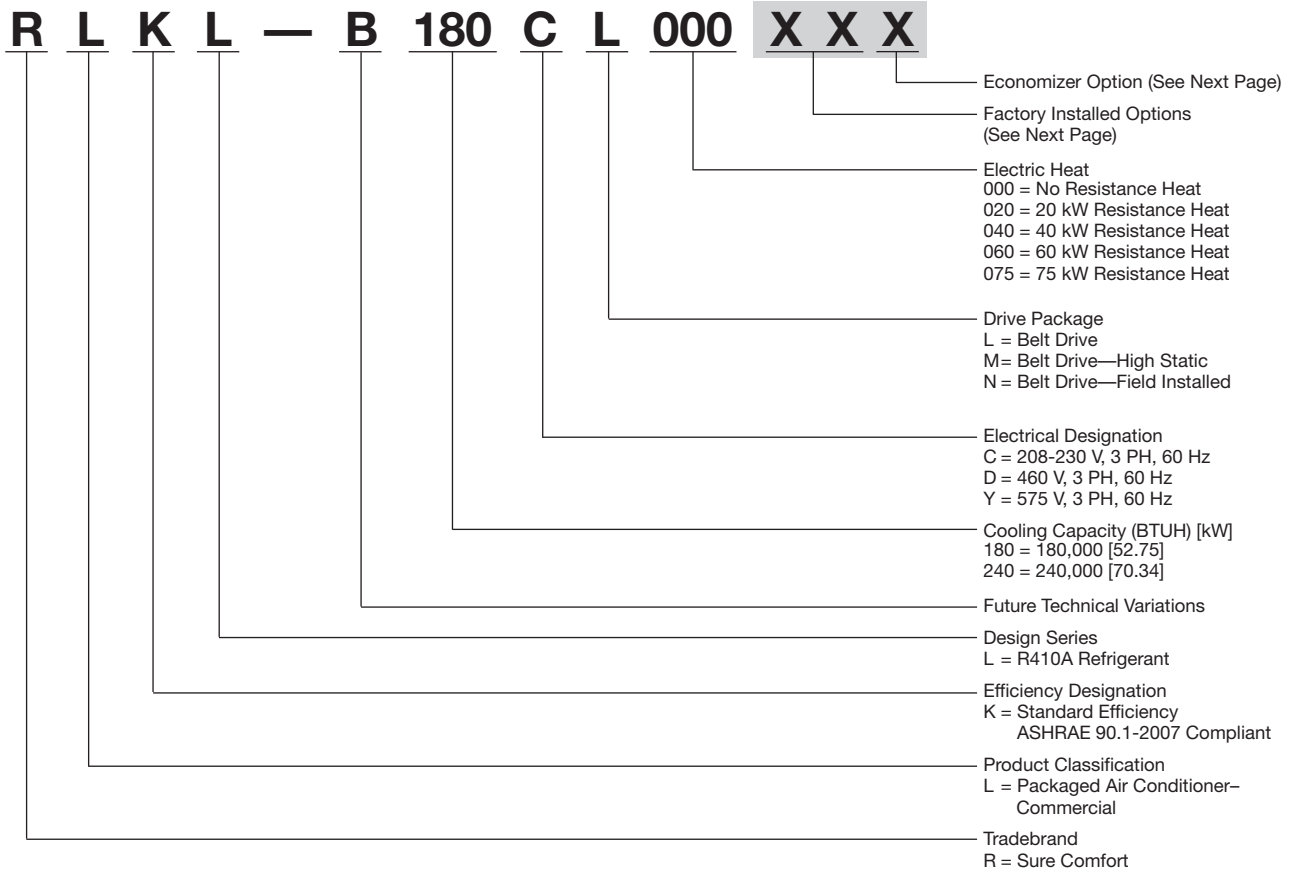 R L K L — B 180 C L 000 X X X
Economizer Option (See Next Page)
Factory Installed Options
(See Next Page)
Electric Heat
000 = No Resistance Heat
020 = 20 kW Resistance Heat
040 = 40 kW Resistance Heat
060 = 60 kW Resistance Heat
075 = 75 kW Resistance Heat
Drive Package
L = Belt Drive
M= Belt Drive—High Static
N = Belt Drive—Field Installed
Electrical Designation
C = 208-230 V, 3 PH, 60 Hz
D = 460 V, 3 PH, 60 Hz
Y = 575 V, 3 PH, 60 Hz
Cooling Capacity (BTUH) [kW]
180 = 180,000 [52.75]
240 = 240,000 [70.34]
Future Technical Variations
Design Series
L = R410A Refrigerant
Efficiency Designation
K = Standard Efficiency
ASHRAE 90.1-2007 Compliant
Product Classification
L = Packaged Air Conditioner–
Commercial
Tradebrand
R = Sure Comfort